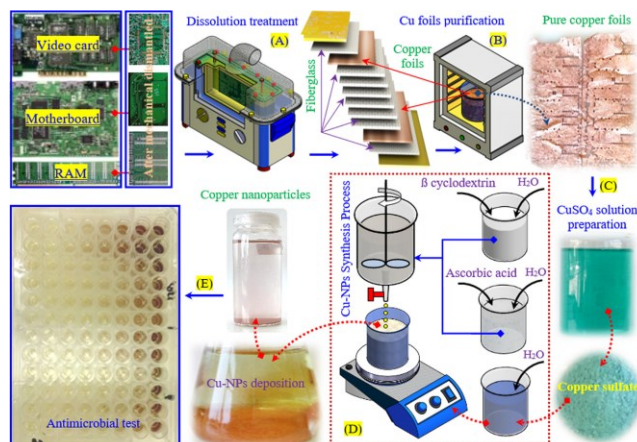 Video card
Motherboard
RAM
After mechanical dismantled
Dissolution treatment
(A)
Fiberglass
Copper
foils
Cu foils purification
(B)
Pure copper foils
(C)
CuSO₄ solution
preparation
Copper sulfate
Cu-NPs Synthesis Process
β cyclodextrin
H₂O
Ascorbic acid
H₂O
H₂O
(D)
Copper nanoparticles
Cu-NPs deposition
(E)
Antimicrobial test